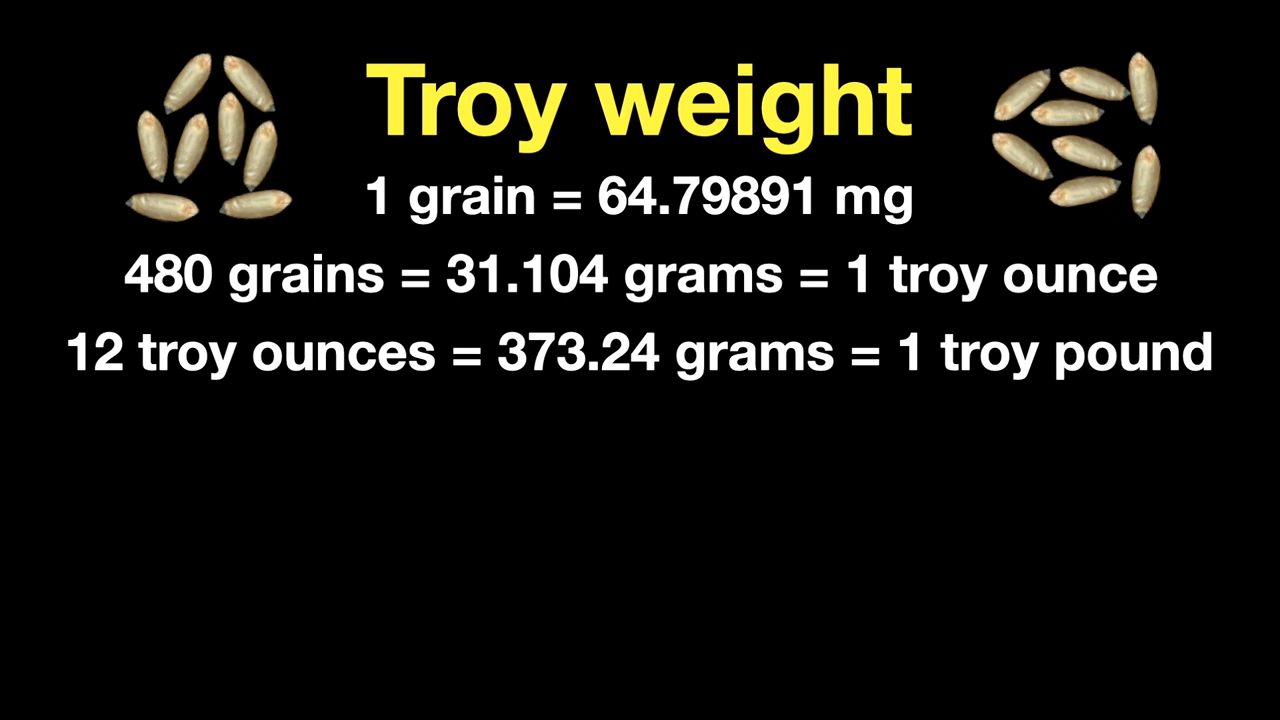 Troy weight
1 grain = 64.79891 mg
480 grains = 31.104 grams = 1 troy ounce
12 troy ounces = 373.24 grams = 1 troy pound